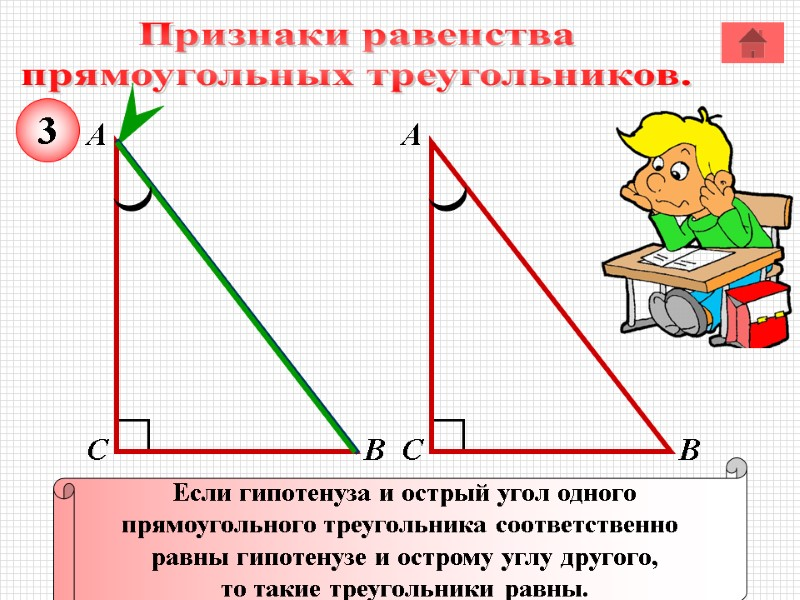 Признаки равенства
прямоугольных треугольников.
3
A
A
C
B
C
B
Если гипотенуза и острый угол одного
прямоугольного треугольника соответственно
равны гипотенузе и острому углу другого,
то такие треугольники равны.